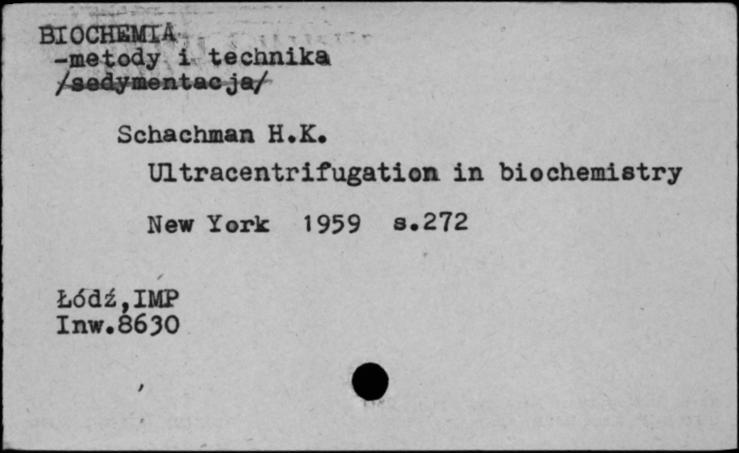 BIOCHEMIA
-metody i technika
/sedymentacja/
Schachman H.K.
Ultracentrifugation in biochemistry
New York 1959 s.272
Łódź,IMP
Inw.8630